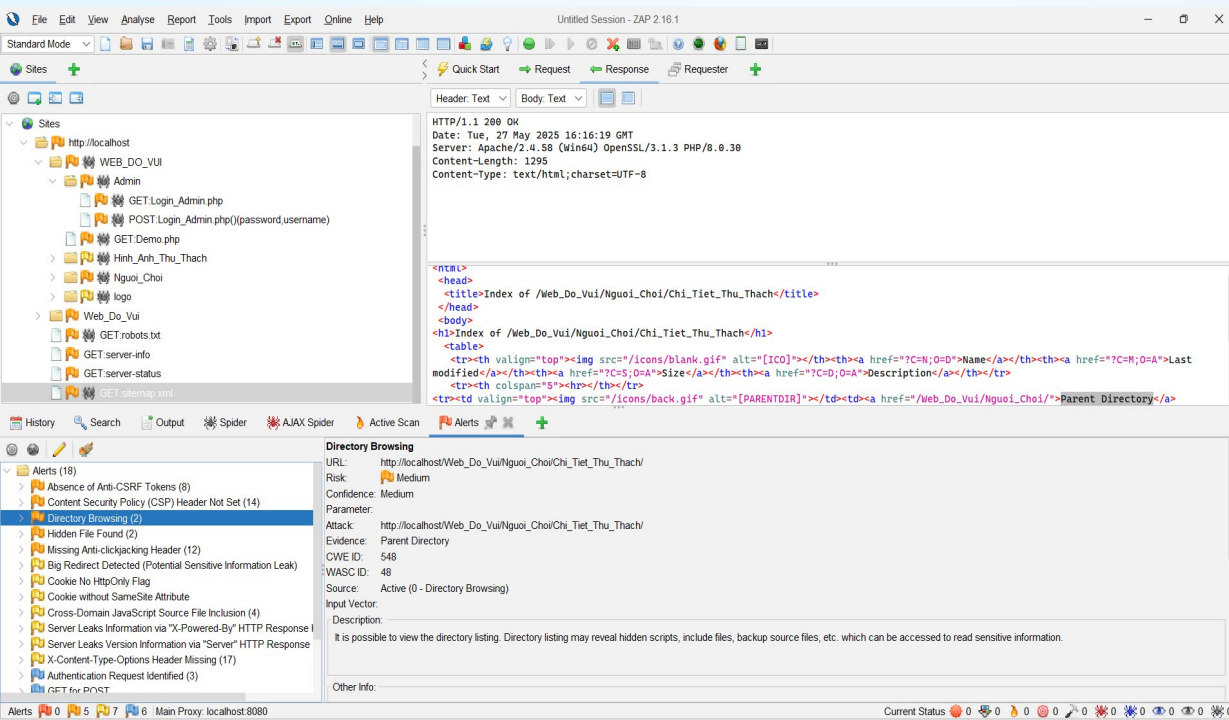 File Edit View Analyse Report Tools Import Export Online Help
Untitled Session - ZAP 2.16.1
Standard Mode
Sites
Quick Start Request Response Requester
Header: Text Body: Text
Sites
http://localhost
WEB_DO_VUI
Admin
GET:Login_Admin.php
POST:Login_Admin.php()(password,username)
GET:Demo.php
Hinh_Anh_Thu_Thach
Nguoi_Choi
logo
Web_Do_Vui
GET:robots.txt
GET:server-info
GET:server-status
GET:sitemap.xml
HTTP/1.1 200 OK
Date: Tue, 27 May 2025 16:16:19 GMT
Server: Apache/2.4.58 (Win64) OpenSSL/3.1.3 PHP/8.0.30
Content-Length: 1295
Content-Type: text/html;charset=UTF-8
<html>
<head>
<title>Index of /Web_Do_Vui/Nguoi_Choi/Chi_Tiet_Thu_Thach</title>
</head>
<body>
<h1>Index of /Web_Do_Vui/Nguoi_Choi/Chi_Tiet_Thu_Thach</h1>
<table>
<tr><th valign="top"><img src="/icons/blank.gif" alt="[ICO]"></th><th><a href="?C=N;O=D">Name</a></th><th><a href="?C=M;O=A">Last
modified</a></th><th><a href="?C=S;O=A">Size</a></th><th><a href="?C=D;O=A">Description</a></th></tr>
<tr><th colspan="5"><hr></th></tr>
<tr><td valign="top"><img src="/icons/back.gif" alt="[PARENTDIR]"></td><td><a href="/Web_Do_Vui/Nguoi_Choi/">Parent Directory</a>
History Search Output Spider AJAX Spider Active Scan Alerts
Alerts (18)
Absence of Anti-CSRF Tokens (8)
Content Security Policy (CSP) Header Not Set (14)
Directory Browsing (2)
Hidden File Found (2)
Missing Anti-clickjacking Header (12)
Big Redirect Detected (Potential Sensitive Information Leak)
Cookie No HttpOnly Flag
Cookie without SameSite Attribute
Cross-Domain JavaScript Source File Inclusion (4)
Server Leaks Information via "X-Powered-By" HTTP Response
Server Leaks Version Information via "Server" HTTP Response
X-Content-Type-Options Header Missing (17)
Authentication Request Identified (3)
GET for POST
Directory Browsing
URL: http://localhost/Web_Do_Vui/Nguoi_Choi/Chi_Tiet_Thu_Thach/
Risk: Medium
Confidence: Medium
Parameter:
Attack: http://localhost/Web_Do_Vui/Nguoi_Choi/Chi_Tiet_Thu_Thach/
Evidence: Parent Directory
CWE ID: 548
WASC ID: 48
Source: Active (0 - Directory Browsing)
Input Vector:
Description:
It is possible to view the directory listing. Directory listing may reveal hidden scripts, include files, backup source files, etc. which can be accessed to read sensitive information.
Other Info:
Alerts 0 5 7 6 Main Proxy: localhost:8080
Current Status 0 0 0 0 0 0 0 0 0